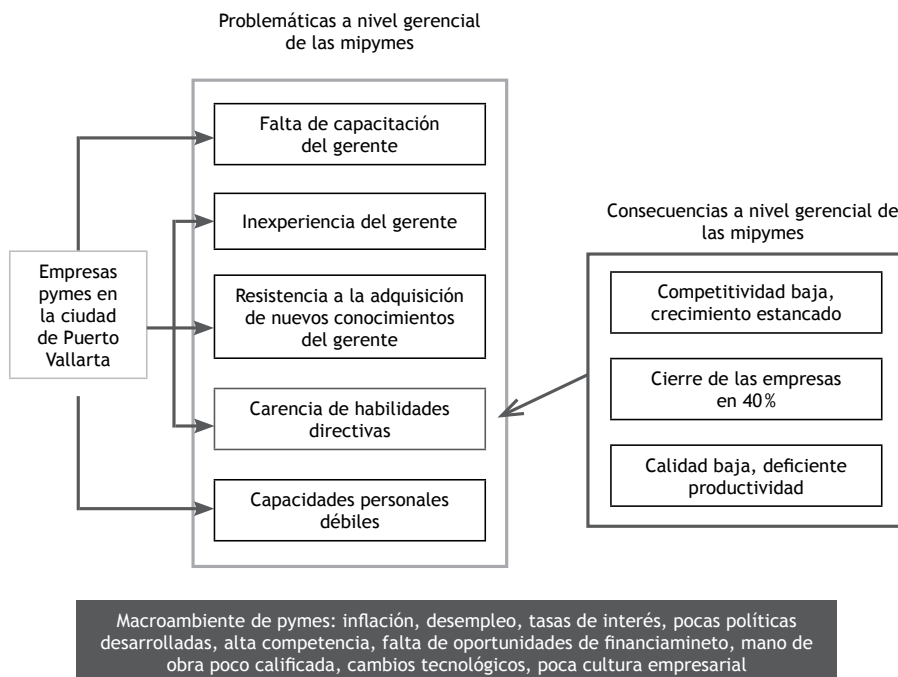 Problemáticas a nivel gerencial
de las mipymes
Falta de capacitación
del gerente
Inexperiencia del gerente
Resistencia a la adquisición
de nuevos conocimientos
del gerente
Carencia de habilidades
directivas
Capacidades personales
débiles
Empresas
pymes en
la ciudad
de Puerto
Vallarta
Consecuencias a nivel gerencial de
las mipymes
Competitividad baja,
crecimiento estancado
Cierre de las empresas
en 40%
Calidad baja, deficiente
productividad
Macroambiente de pymes: inflación, desempleo, tasas de interés, pocas políticas
desarrolladas, alta competencia, falta de oportunidades de financiamineto, mano de
obra poco calificada, cambios tecnológicos, poca cultura empresarial